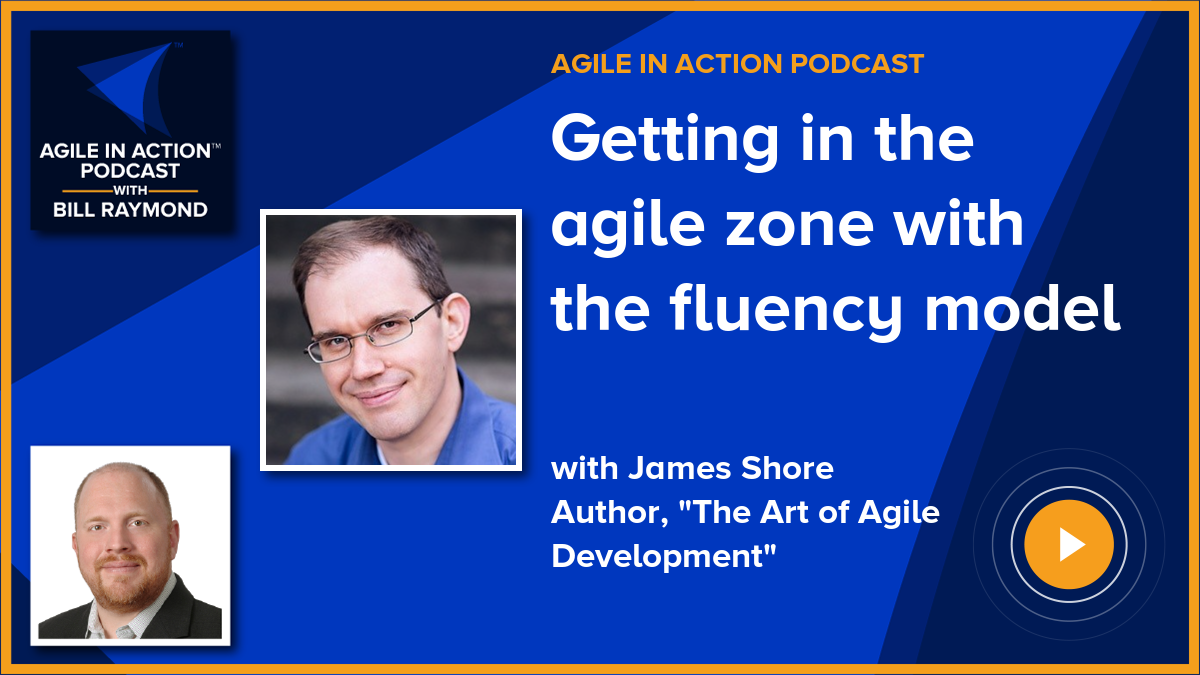 AGILE IN ACTION™
PODCAST
WITH
BILL RAYMOND
AGILE IN ACTION PODCAST
Getting in the
agile zone with
the fluency model
with James Shore
Author, "The Art of Agile
Development"